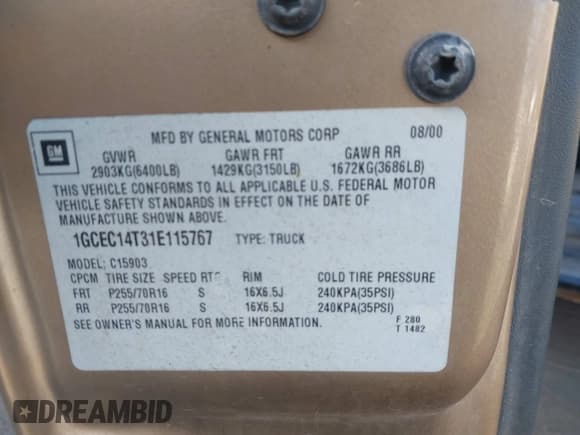 GM
MFD BY GENERAL MOTORS CORP 08/00
GVWR GAWR FRT GAWR RR
2903KG(6400LB) 1429KG(3150LB) 1672KG(3686LB)
THIS VEHICLE CONFORMS TO ALL APPLICABLE U.S. FEDERAL MOTOR
VEHICLE SAFETY STANDARDS IN EFFECT ON THE DATE OF
MANUFACTURE SHOWN ABOVE.
1GCEC14T31E115767 TYPE: TRUCK
MODEL: C15903
CPCM TIRE SIZE SPEED RTG RIM COLD TIRE PRESSURE
FRT P255/70R16 S 16X6.5J 240KPA(35PSI)
RR P255/70R16 S 16X6.5J 240KPA(35PSI)
SEE OWNER'S MANUAL FOR MORE INFORMATION.
F 280
T 1482
DREAMBID